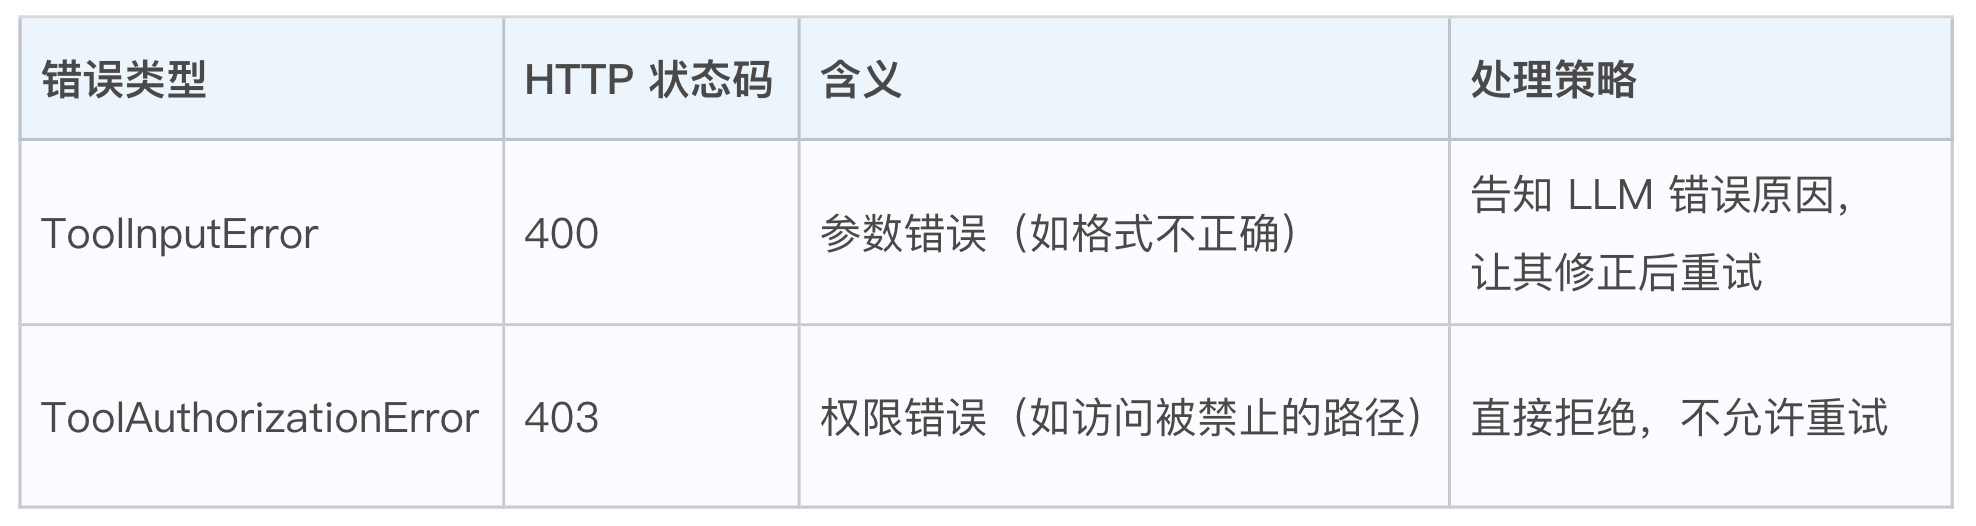 错误类型 HTTP 状态码 含义 处理策略
ToolInputError 400 参数错误（如格式不正确） 告知 LLM 错误原因，
让其修正后重试
ToolAuthorizationError 403 权限错误（如访问被禁止的路径） 直接拒绝，不允许重试